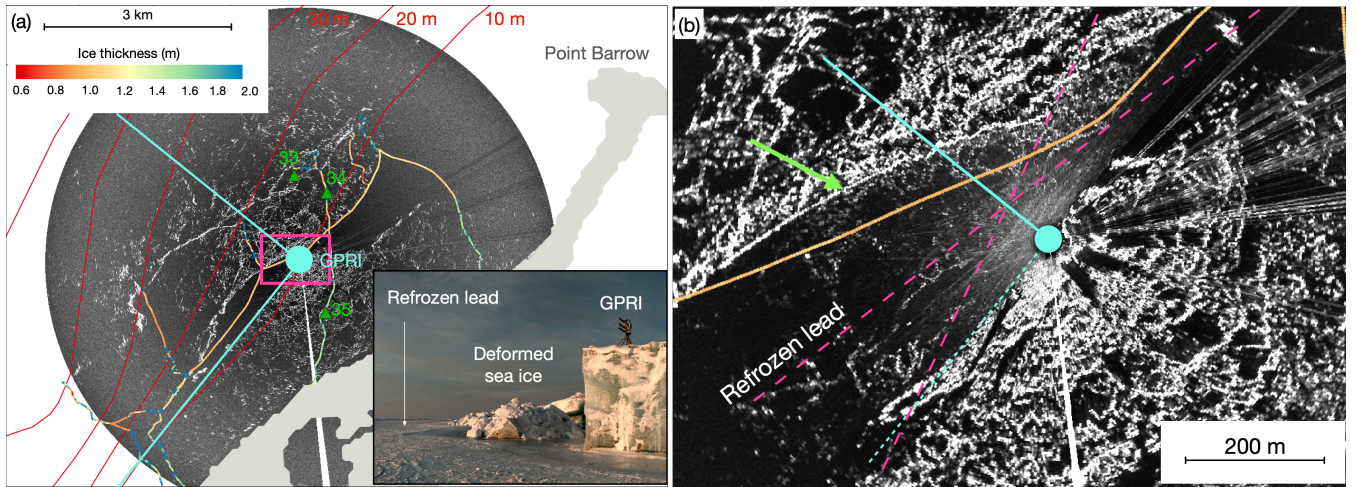 (a)
3 km
30 m
20 m
10 m
Ice thickness (m)
0.6 0.8 1.0 1.2 1.4 1.6 1.8 2.0
Point Barrow
33
34
GPRI
35
Refrozen lead
GPRI
Deformed
sea ice
(b)
Refrozen lead
200 m